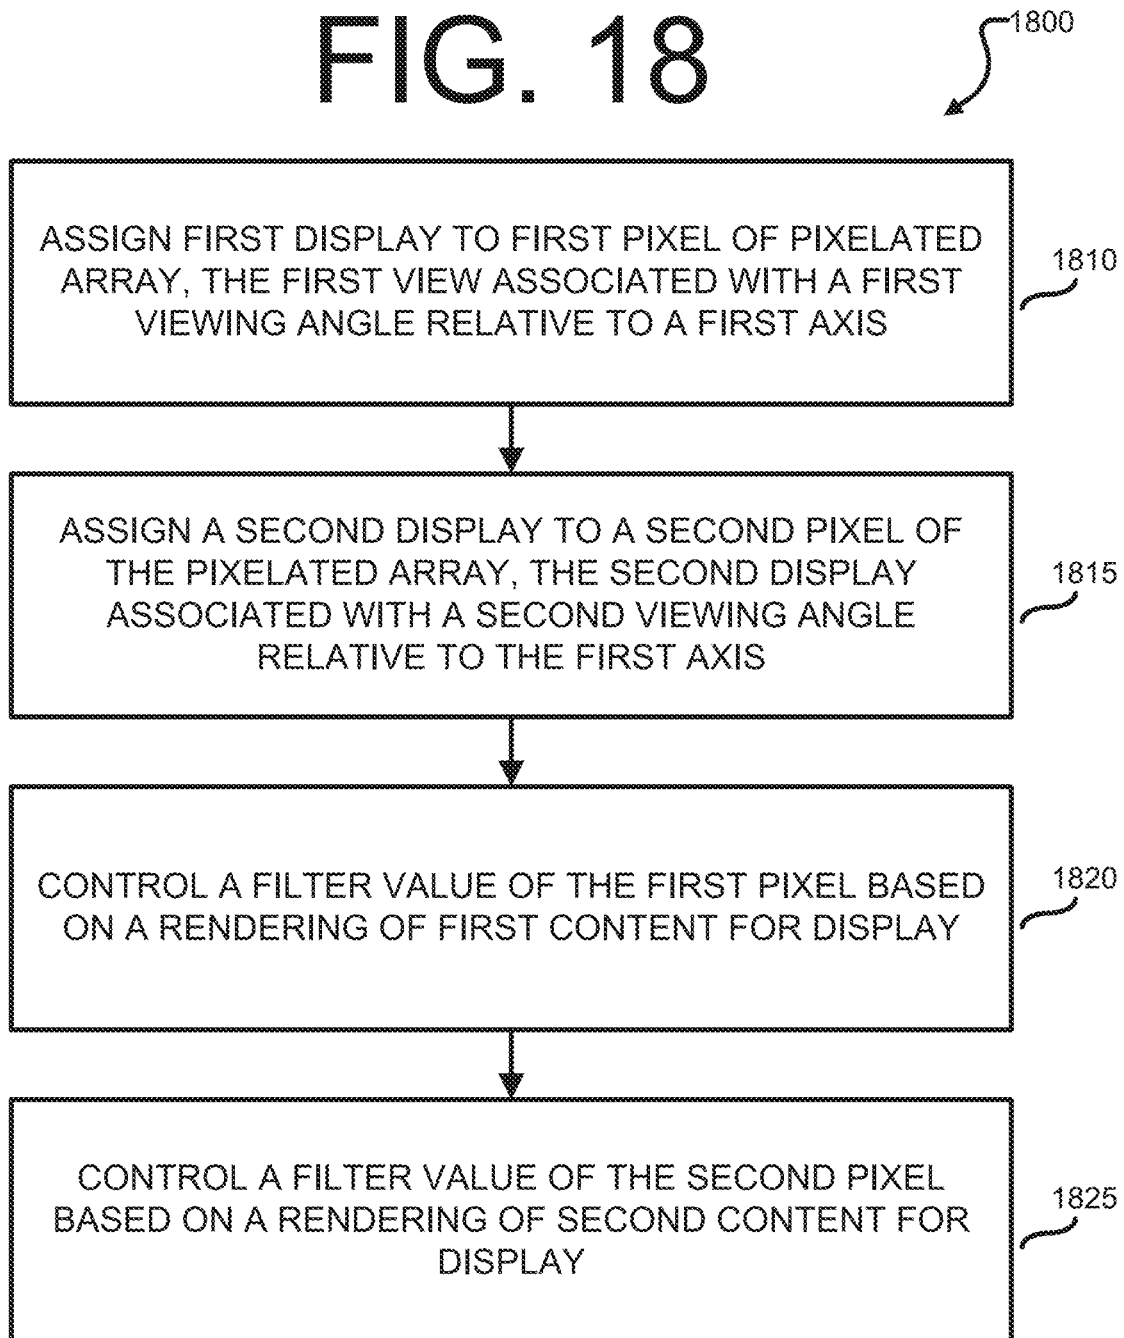 FIG. 18
1800
ASSIGN FIRST DISPLAY TO FIRST PIXEL OF PIXELATED
ARRAY, THE FIRST VIEW ASSOCIATED WITH A FIRST
VIEWING ANGLE RELATIVE TO A FIRST AXIS
1810
ASSIGN A SECOND DISPLAY TO A SECOND PIXEL OF
THE PIXELATED ARRAY, THE SECOND DISPLAY
ASSOCIATED WITH A SECOND VIEWING ANGLE
RELATIVE TO THE FIRST AXIS
1815
CONTROL A FILTER VALUE OF THE FIRST PIXEL BASED
ON A RENDERING OF FIRST CONTENT FOR DISPLAY
1820
CONTROL A FILTER VALUE OF THE SECOND PIXEL
BASED ON A RENDERING OF SECOND CONTENT FOR
DISPLAY
1825